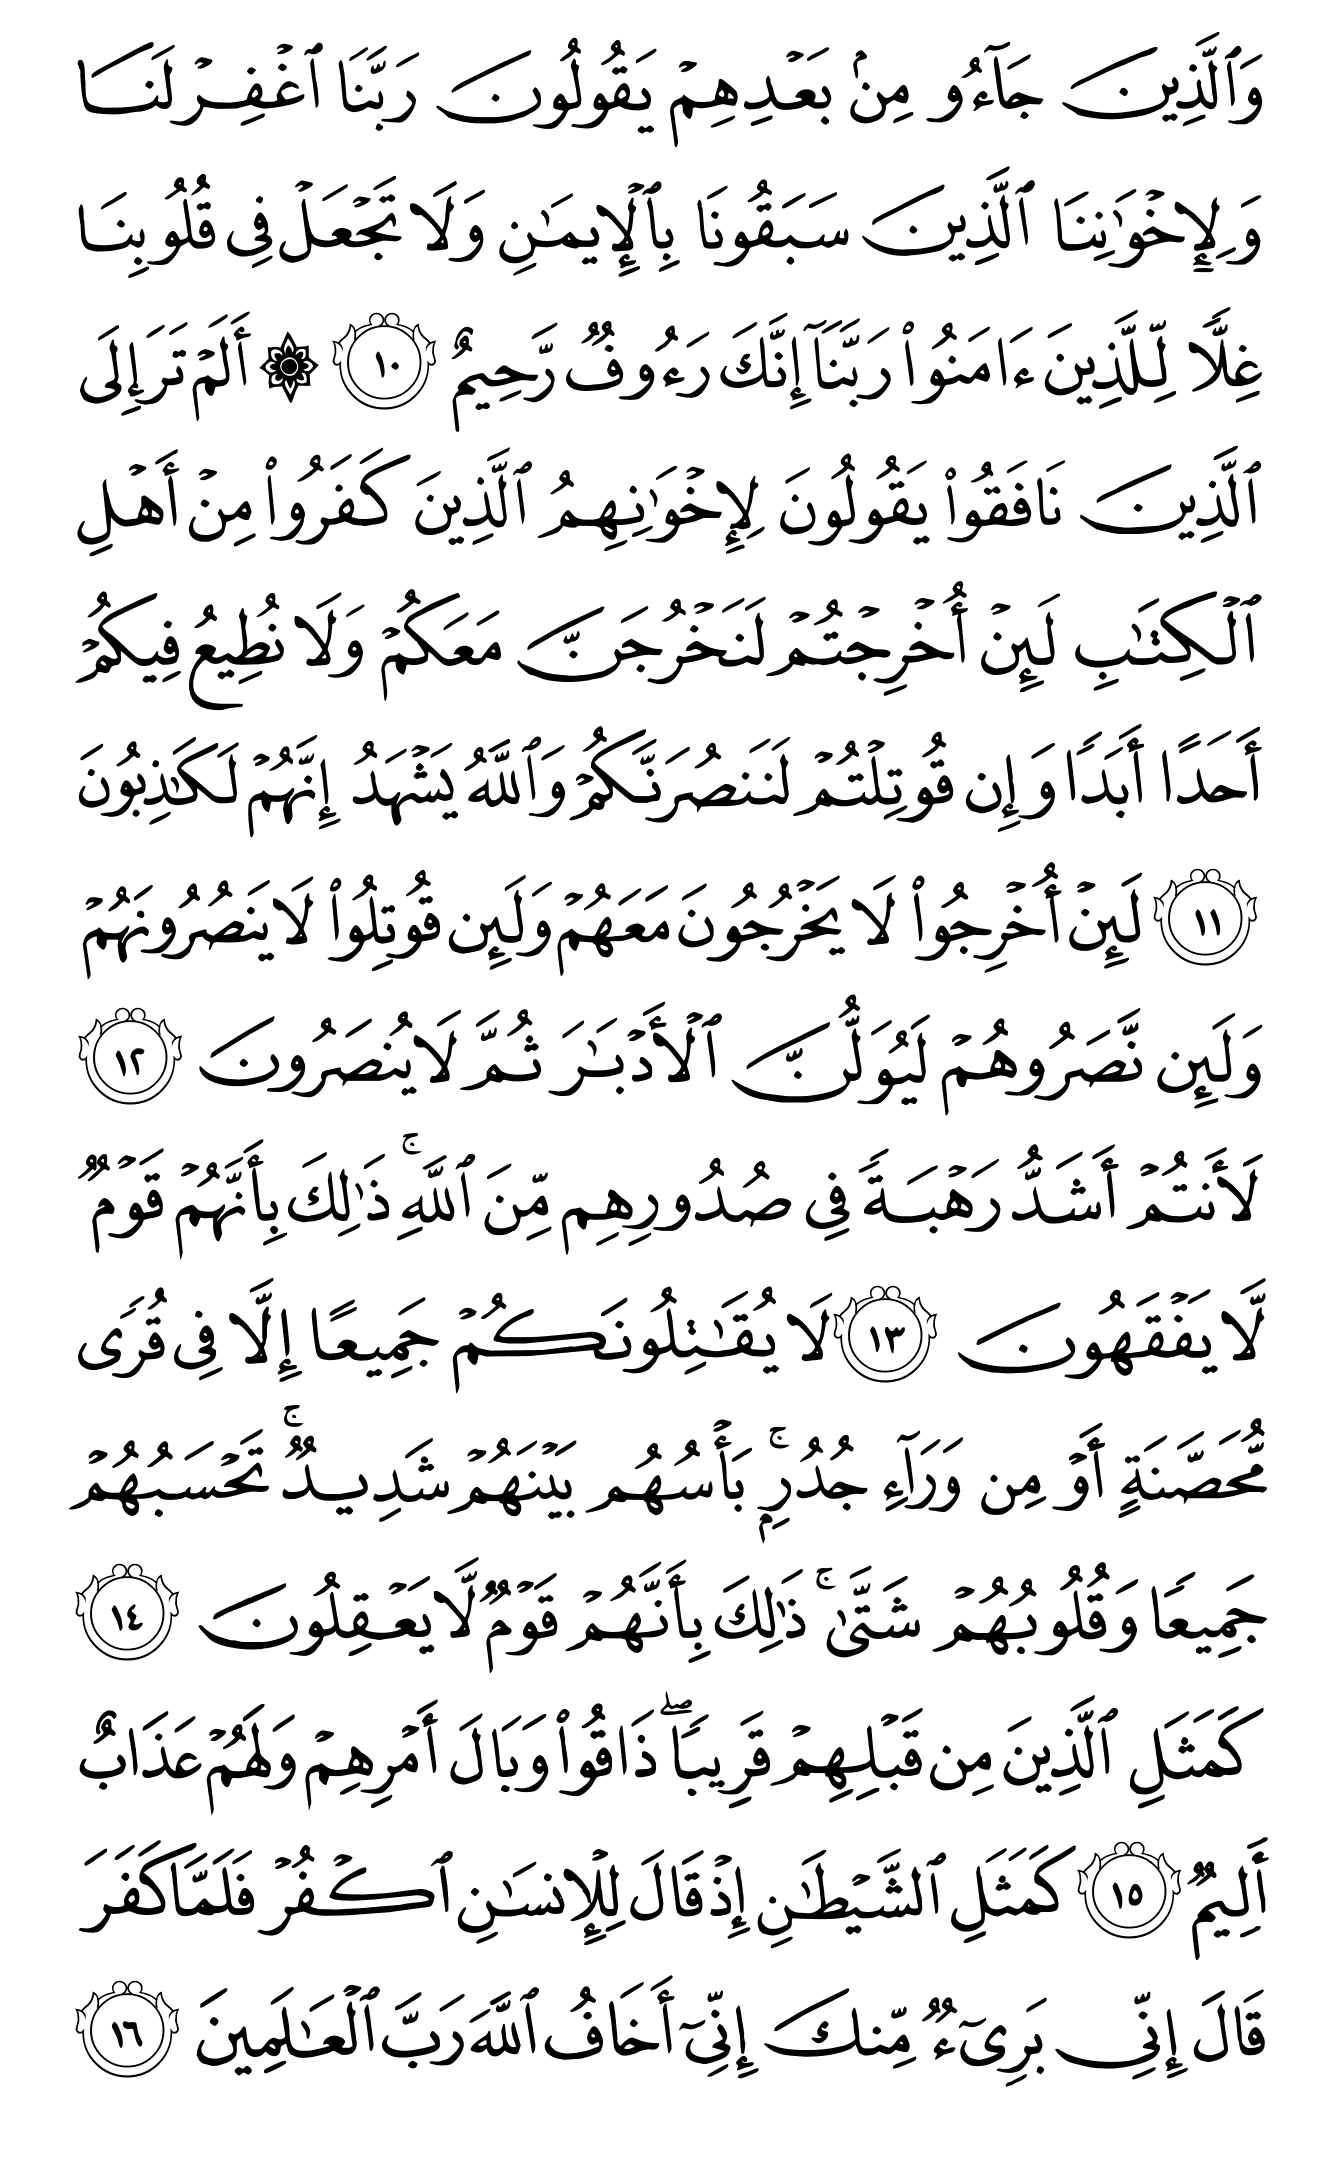 وَٱلَّذِينَ جَآءُو مِنۢ بَعْدِهِمْ يَقُولُونَ رَبَّنَا ٱغْفِرْ لَنَا
وَلِإِخْوَٰنِنَا ٱلَّذِينَ سَبَقُونَا بِٱلْإِيمَٰنِ وَلَا تَجْعَلْ فِى قُلُوبِنَا
غِلًّا لِّلَّذِينَ ءَامَنُوا۟ رَبَّنَآ إِنَّكَ رَءُوفٌ رَّحِيمٌ ١٠ ۞ أَلَمْ تَرَ إِلَى
ٱلَّذِينَ نَافَقُوا۟ يَقُولُونَ لِإِخْوَٰنِهِمُ ٱلَّذِينَ كَفَرُوا۟ مِنْ أَهْلِ
ٱلْكِتَٰبِ لَئِنْ أُخْرِجْتُمْ لَنَخْرُجَنَّ مَعَكُمْ وَلَا نُطِيعُ فِيكُمْ
أَحَدًا أَبَدًا وَإِن قُوتِلْتُمْ لَنَنصُرَنَّكُمْ وَٱللَّهُ يَشْهَدُ إِنَّهُمْ لَكَٰذِبُونَ
١١ لَئِنْ أُخْرِجُوا۟ لَا يَخْرُجُونَ مَعَهُمْ وَلَئِن قُوتِلُوا۟ لَا يَنصُرُونَهُمْ
وَلَئِن نَّصَرُوهُمْ لَيُوَلُّنَّ ٱلْأَدْبَٰرَ ثُمَّ لَا يُنصَرُونَ ١٢
لَأَنتُمْ أَشَدُّ رَهْبَةً فِى صُدُورِهِم مِّنَ ٱللَّهِ ۚ ذَٰلِكَ بِأَنَّهُمْ قَوْمٌ
لَّا يَفْقَهُونَ ١٣ لَا يُقَٰتِلُونَكُمْ جَمِيعًا إِلَّا فِى قُرًى
مُّحَصَّنَةٍ أَوْ مِن وَرَآءِ جُدُرٍۭ ۚ بَأْسُهُم بَيْنَهُمْ شَدِيدٌ ۚ تَحْسَبُهُمْ
جَمِيعًا وَقُلُوبُهُمْ شَتَّىٰ ۚ ذَٰلِكَ بِأَنَّهُمْ قَوْمٌ لَّا يَعْقِلُونَ ١٤
كَمَثَلِ ٱلَّذِينَ مِن قَبْلِهِمْ قَرِيبًا ۖ ذَاقُوا۟ وَبَالَ أَمْرِهِمْ وَلَهُمْ عَذَابٌ
أَلِيمٌ ١٥ كَمَثَلِ ٱلشَّيْطَٰنِ إِذْ قَالَ لِلْإِنسَٰنِ ٱكْفُرْ فَلَمَّا كَفَرَ
قَالَ إِنِّى بَرِىٓءٌ مِّنكَ إِنِّىٓ أَخَافُ ٱللَّهَ رَبَّ ٱلْعَٰلَمِينَ ١٦